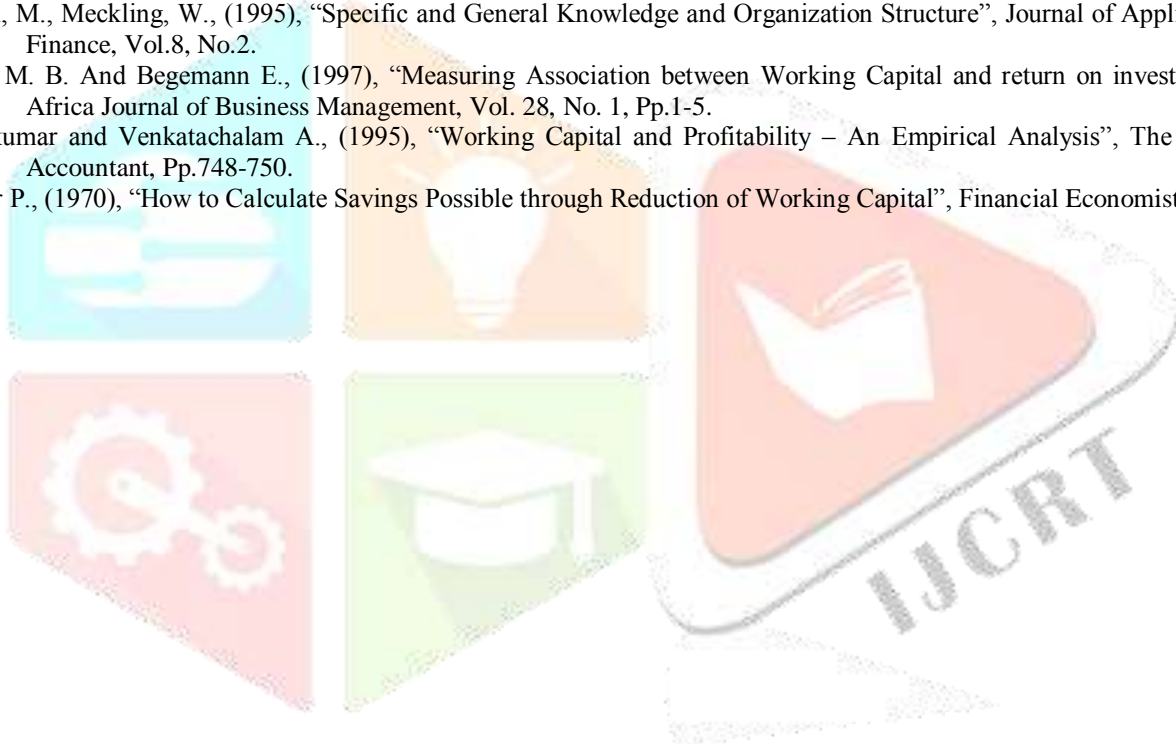 , M., Meckling, W., (1995), “Specific and General Knowledge and Organization Structure”, Journal of Appl
Finance, Vol.8, No.2.
M. B. And Begemann E., (1997), “Measuring Association between Working Capital and return on invest
Africa Journal of Business Management, Vol. 28, No. 1, Pp.1-5.
umar and Venkatachalam A., (1995), “Working Capital and Profitability – An Empirical Analysis”, The
Accountant, Pp.748-750.
P., (1970), “How to Calculate Savings Possible through Reduction of Working Capital”, Financial Economist
IJCRT